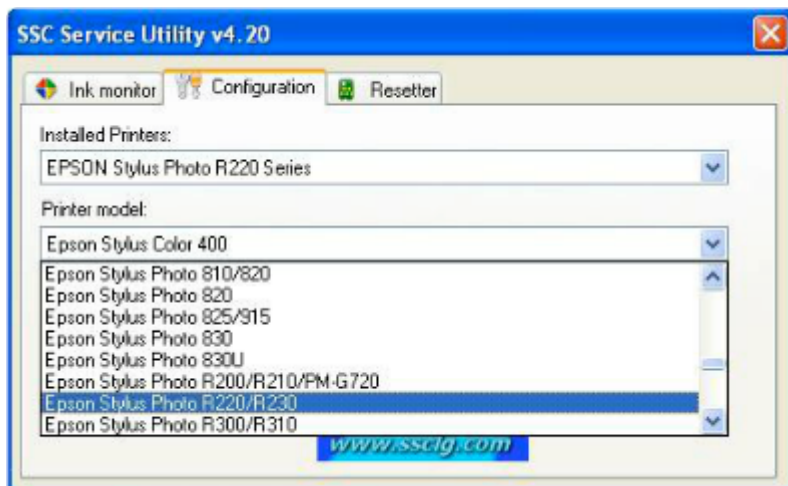 SSC Service Utility v4.20
Ink monitor Configuration Resetter
Installed Printers:
EPSON Stylus Photo R220 Series
Printer model:
Epson Stylus Color 400
Epson Stylus Photo 810/820
Epson Stylus Photo 820
Epson Stylus Photo 825/915
Epson Stylus Photo 830
Epson Stylus Photo 830U
Epson Stylus Photo R200/R210/PM-G720
Epson Stylus Photo R220/R230
Epson Stylus Photo R300/R310
www.ssclg.com